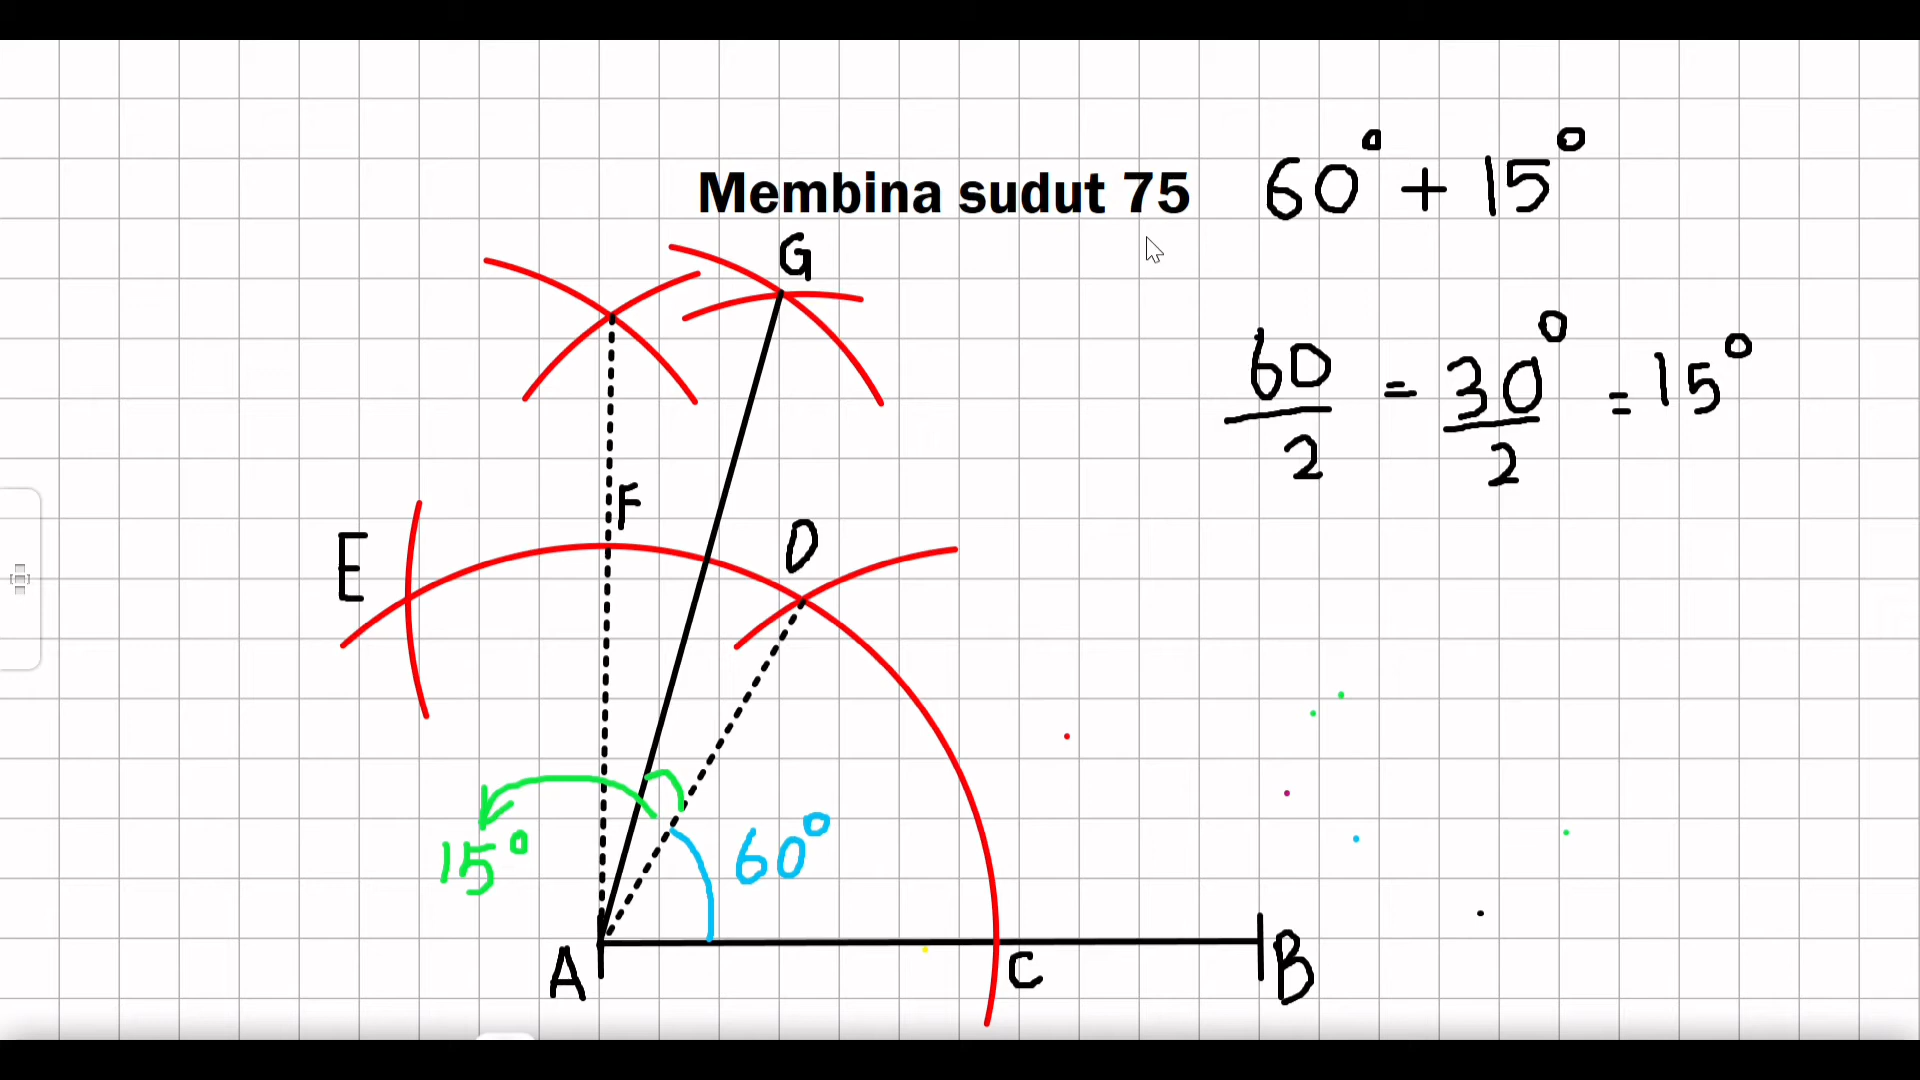 Membina sudut 75 60° + 15°
60/2 = 30°/2 = 15°
G
F
D
E
15°
60°
A
C
B